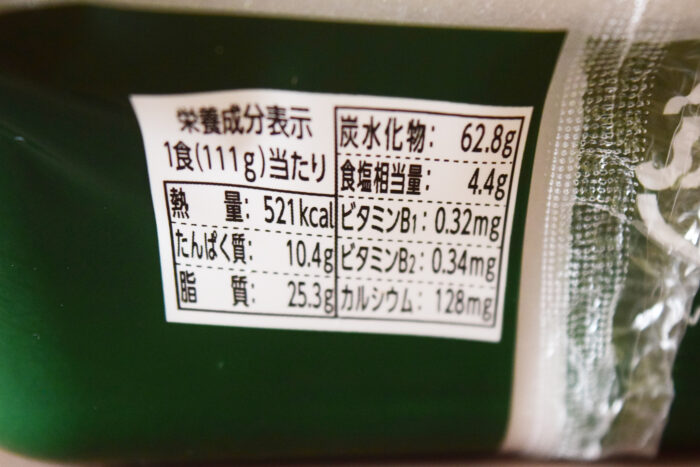 栄養成分表示
1食(111g)当たり
熱 量: 521kcal
たんぱく質: 10.4g
脂 質: 25.3g
炭水化物: 62.8g
食塩相当量: 4.4g
ビタミンB1: 0.32mg
ビタミンB2: 0.34mg
カルシウム: 128mg